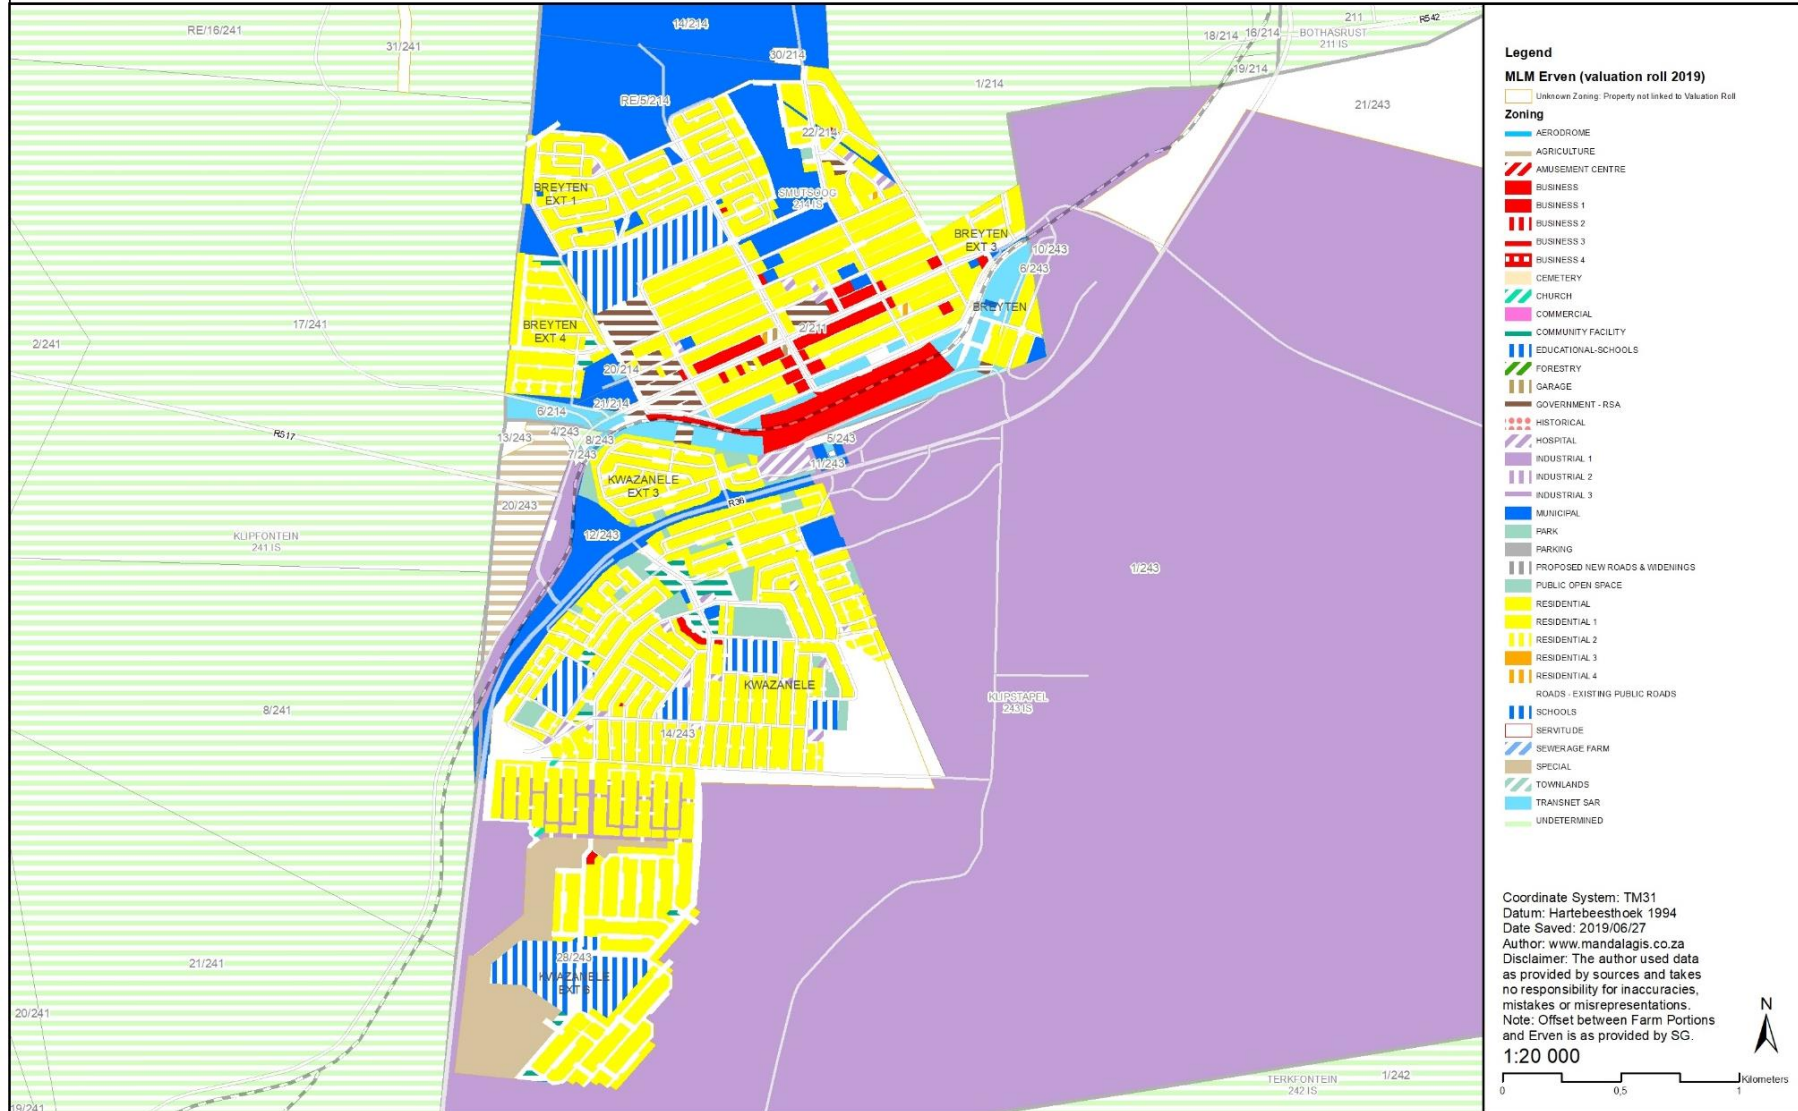 RE/16/241
31/241
14/214
30/214
RE/5/214
1/214
22/214
18/214
16/214
211
R542
BOTHASRUST
211 IS
19/214
21/243
BREYTEN
EXT 1
SMUTSOOG
214 IS
BREYTEN
EXT 3
10/243
6/243
BREYTEN
17/241
2/241
BREYTEN
EXT 4
2/211
20/214
21/214
6/214
R517
13/243
4/243
8/243
7/243
5/243
11/243
KWAZANELE
EXT 3
R36
20/243
12/243
KLIPFONTEIN
241 IS
1/243
KWAZANELE
KLIPSTAPEL
243 IS
8/241
14/243
28/243
KWAZANELE
EXT 6
21/241
20/241
19/241
TERKFONTEIN
242 IS
1/242
Legend
MLM Erven (valuation roll 2019)
Unknown Zoning: Property not linked to Valuation Roll
Zoning
AERODROME
AGRICULTURE
AMUSEMENT CENTRE
BUSINESS
BUSINESS 1
BUSINESS 2
BUSINESS 3
BUSINESS 4
CEMETERY
CHURCH
COMMERCIAL
COMMUNITY FACILITY
EDUCATIONAL-SCHOOLS
FORESTRY
GARAGE
GOVERNMENT - RSA
HISTORICAL
HOSPITAL
INDUSTRIAL 1
INDUSTRIAL 2
INDUSTRIAL 3
MUNICIPAL
PARK
PARKING
PROPOSED NEW ROADS & WIDENINGS
PUBLIC OPEN SPACE
RESIDENTIAL
RESIDENTIAL 1
RESIDENTIAL 2
RESIDENTIAL 3
RESIDENTIAL 4
ROADS - EXISTING PUBLIC ROADS
SCHOOLS
SERVITUDE
SEWERAGE FARM
SPECIAL
TOWNLANDS
TRANSNET SAR
UNDETERMINED
Coordinate System: TM31
Datum: Hartebeesthoek 1994
Date Saved: 2019/06/27
Author: www.mandalagis.co.za
Disclaimer: The author used data
as provided by sources and takes
no responsibility for inaccuracies,
mistakes or misrepresentations.
Note: Offset between Farm Portions
and Erven is as provided by SG.
N
1:20 000
Kilometers
0 0,5 1